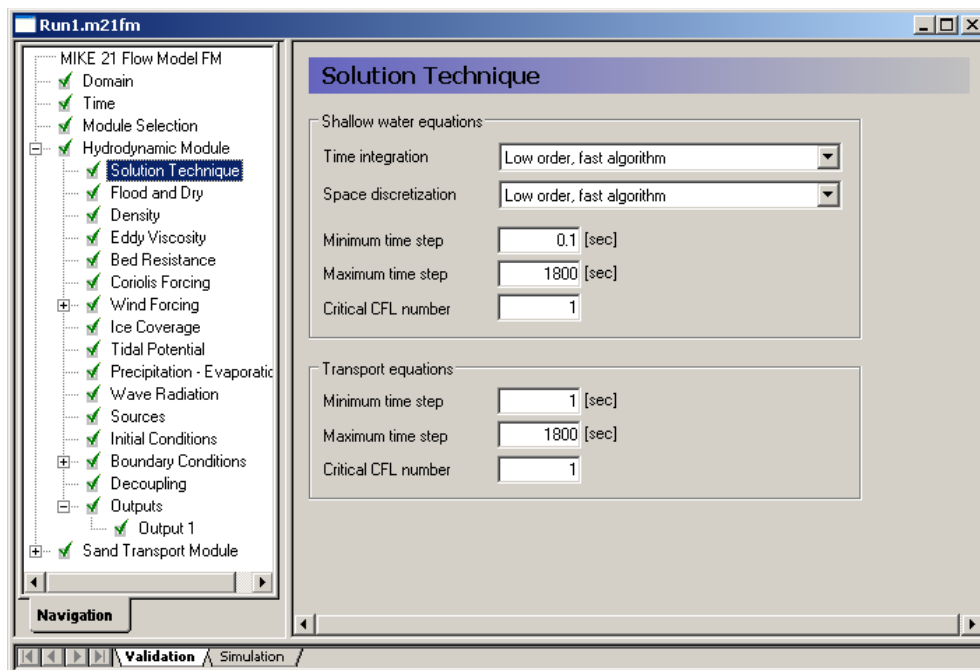 Run1.m21fm
MIKE 21 Flow Model FM
Domain
Time
Module Selection
Hydrodynamic Module
Solution Technique
Flood and Dry
Density
Eddy Viscosity
Bed Resistance
Coriolis Forcing
Wind Forcing
Ice Coverage
Tidal Potential
Precipitation - Evaporatic
Wave Radiation
Sources
Initial Conditions
Boundary Conditions
Decoupling
Outputs
Output 1
Sand Transport Module
Navigation
Solution Technique
Shallow water equations
Time integration Low order, fast algorithm
Space discretization Low order, fast algorithm
Minimum time step 0.1 [sec]
Maximum time step 1800 [sec]
Critical CFL number 1
Transport equations
Minimum time step 1 [sec]
Maximum time step 1800 [sec]
Critical CFL number 1
Validation Simulation